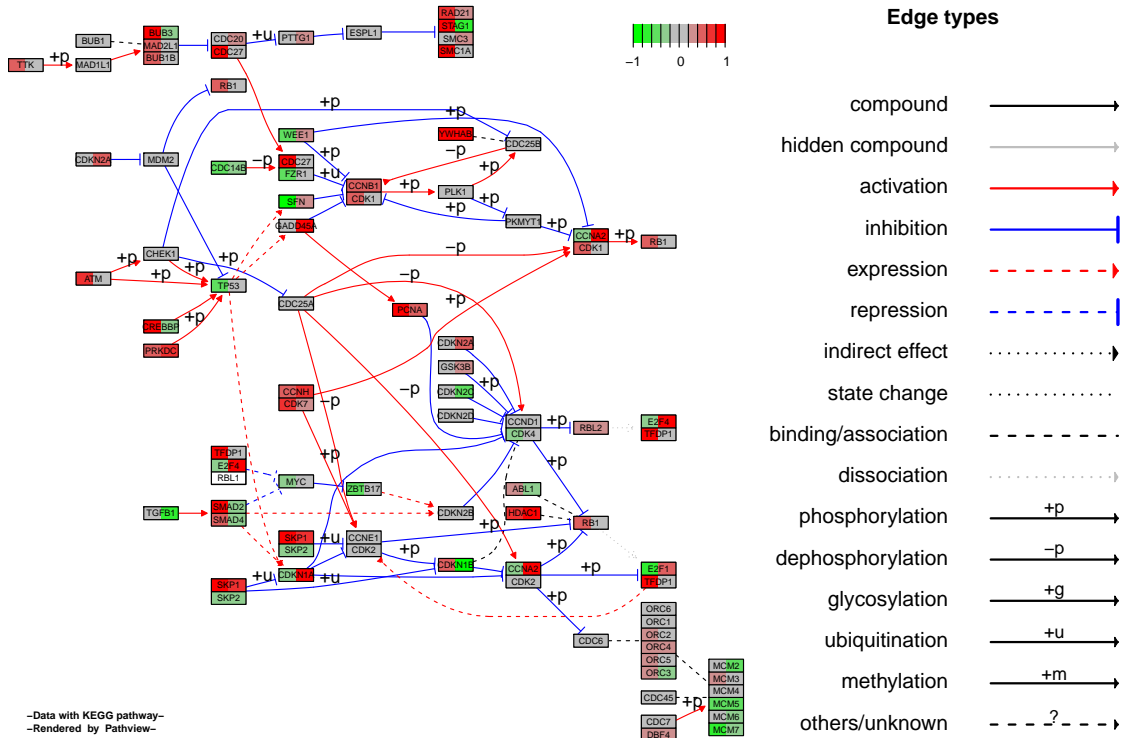 Edge types
−1 0 1
compound
hidden compound
activation
inhibition
expression
repression
indirect effect
state change
binding/association
dissociation
phosphorylation +p
dephosphorylation −p
glycosylation +g
ubiquitination +u
methylation +m
others/unknown ?
BUB1
BUB3
MAD2L1
BUB1B
TTK
+p
MAD1L1
CDC20
CDC27
+u
PTTG1
ESPL1
RAD21
STAG1
SMC3
SMC1A
RB1
+p
+p
YWHAB
CDC25B
WEE1
+p
−p
CDKN2A
MDM2
CDC14B
−p
CDC27
FZR1
+u
+p
CCNB1
CDK1
+p
PLK1
SFN
+p
+p
GADD45A
PKMYT1
+p
CCNA2
CDK1
+p
RB1
−p
CHEK1
+p
+p
+p
+p
ATM
TP53
−p
CDC25A
PCNA
+p
CREBBP
+p
PRKDC
CDKN2A
GSK3B
+p
CDKN2C
CDKN2D
CCNH
CDK7
−p
−p
CCND1
CDK4
+p
RBL2
E2F4
TFDP1
+p
+p
TFDP1
E2F4
RBL1
MYC
ZBTB17
ABL1
TGFB1
SMAD2
SMAD4
CDKN2B
HDAC1
+p
RB1
SKP1
SKP2
+u
CCNE1
CDK2
+p
+p
CDKN1B
CCNA2
CDK2
+p
E2F1
TFDP1
CDKN1A
+u
+u
SKP1
SKP2
+p
CDC6
ORC6
ORC1
ORC2
ORC4
ORC5
ORC3
MCM2
MCM3
MCM4
MCM5
MCM6
MCM7
CDC45
CDC7
DBF4
+p
−Data with KEGG pathway−
−Rendered by Pathview−